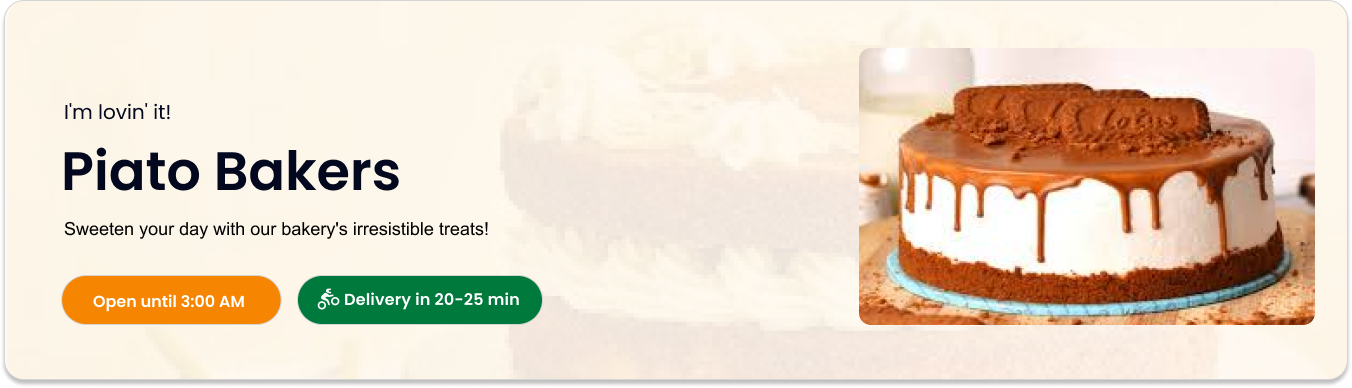 I'm lovin' it!
Piato Bakers
Sweeten your day with our bakery's irresistible treats!
Open until 3:00 AM
Delivery in 20-25 min
Lotus